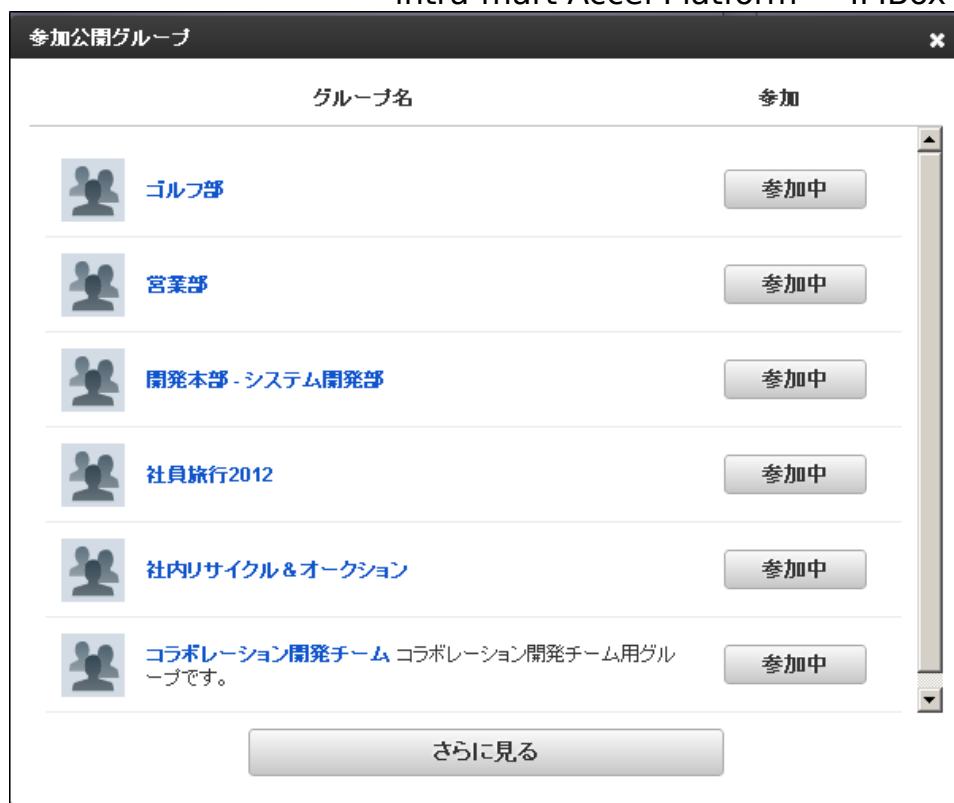 intra-mart Accel Platform — IMBox
参加公開グループ
グループ名 参加
ゴルフ部 参加中
営業部 参加中
開発本部 - システム開発部 参加中
社員旅行2012 参加中
社内リサイクル＆オークション 参加中
コラボレーション開発チーム コラボレーション開発チーム用グル
ープです。 参加中
さらに見る